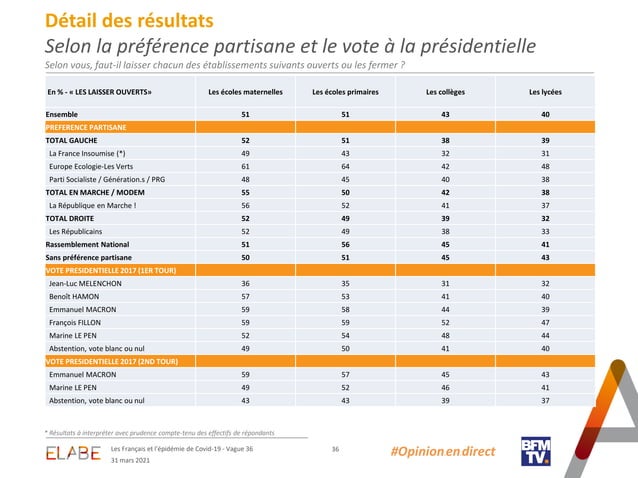 Détail des résultats
Selon la préférence partisane et le vote à la présidentielle
Selon vous, faut-il laisser chacun des établissements suivants ouverts ou les fermer ?
En % - « LES LAISSER OUVERTS» Les écoles maternelles Les écoles primaires Les collèges Les lycées
Ensemble 51 51 43 40
PREFERENCE PARTISANE
TOTAL GAUCHE 52 51 38 39
La France Insoumise (*) 49 43 32 31
Europe Ecologie-Les Verts 61 64 42 48
Parti Socialiste / Génération.s / PRG 48 45 40 38
TOTAL EN MARCHE / MODEM 55 50 42 38
La République en Marche ! 56 52 41 37
TOTAL DROITE 52 49 39 32
Les Républicains 52 49 38 33
Rassemblement National 51 56 45 41
Sans préférence partisane 50 51 45 43
VOTE PRESIDENTIELLE 2017 (1ER TOUR)
Jean-Luc MELENCHON 36 35 31 32
Benoît HAMON 57 53 41 40
Emmanuel MACRON 59 58 44 39
François FILLON 59 59 52 47
Marine LE PEN 52 54 48 44
Abstention, vote blanc ou nul 49 50 41 40
VOTE PRESIDENTIELLE 2017 (2ND TOUR)
Emmanuel MACRON 59 57 45 43
Marine LE PEN 49 52 46 41
Abstention, vote blanc ou nul 43 43 39 37
* Résultats à interpréter avec prudence compte-tenu des effectifs de répondants
ELABE Les Français et l'épidémie de Covid-19 - Vague 36 36 #Opinion en direct BFM TV.
31 mars 2021